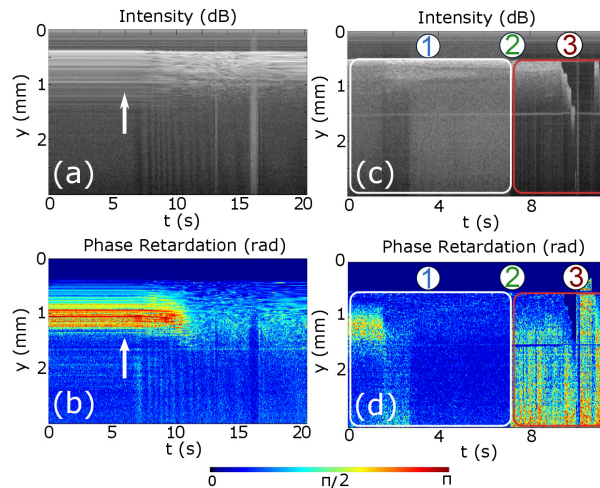 Intensity (dB)
0
1
2
y (mm)
(a)
0 5 10 15 20
t (s)
Intensity (dB)
1 2 3
0
1
2
y (mm)
(c)
0 4 8
t (s)
Phase Retardation (rad)
0
1
2
y (mm)
(b)
0 5 10 15 20
t (s)
Phase Retardation (rad)
1 2 3
0
1
2
y (mm)
(d)
0 4 8
t (s)
0 π/2 π